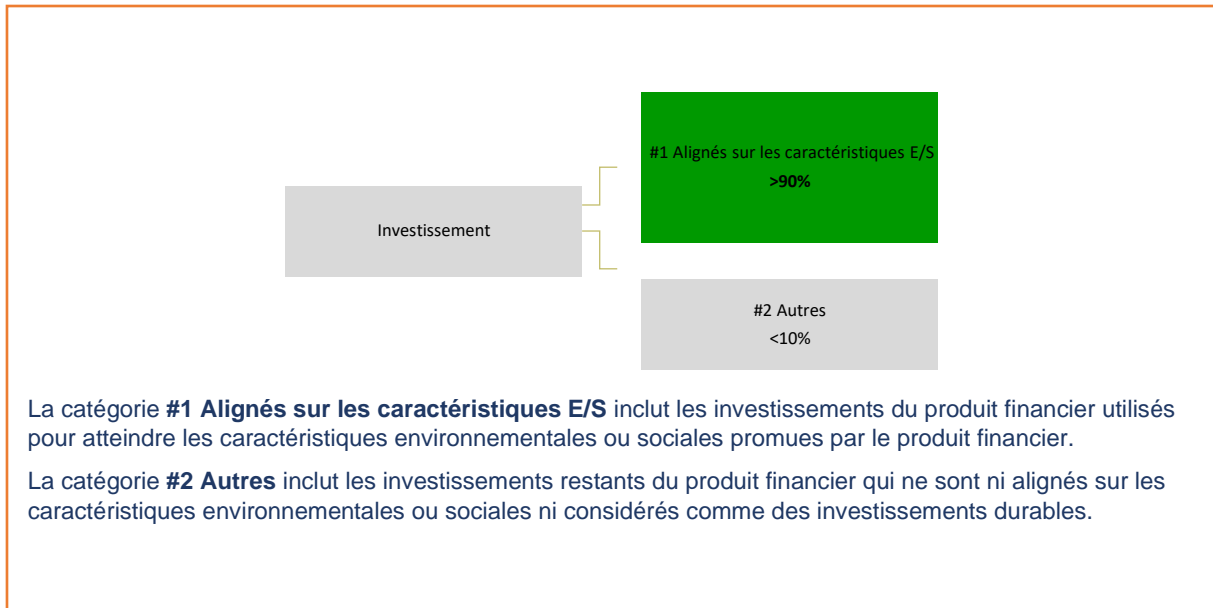 #1 Alignés sur les caractéristiques E/S
>90%
Investissement
#2 Autres
<10%
La catégorie #1 Alignés sur les caractéristiques E/S inclut les investissements du produit financier utilisés
pour atteindre les caractéristiques environnementales ou sociales promues par le produit financier.
La catégorie #2 Autres inclut les investissements restants du produit financier qui ne sont ni alignés sur les
caractéristiques environnementales ou sociales ni considérés comme des investissements durables.